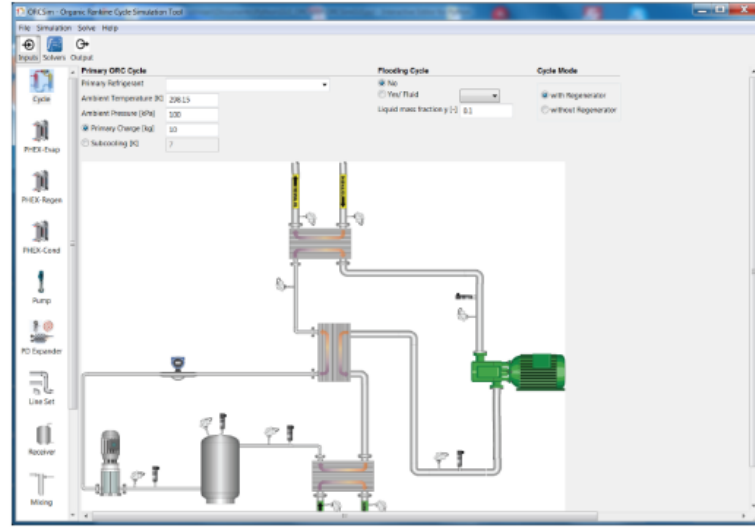 ORCSim - Organic Rankine Cycle Simulation Tool
File Simulation Solve Help
Inputs Solvers Output
Cycle
PHEX-Evap
PHEX-Regen
PHEX-Cond
Pump
PD Expander
Line Set
Receiver
Mixing
Primary ORC Cycle
Primary Refrigerant
Ambient Temperature [K] 298.15
Ambient Pressure [kPa] 100
Primary Charge [kg] 10
Subcooling [K] 7
Flooding Cycle
No
Yes/ Fluid
Liquid mass fraction y [-] 0.1
Cycle Mode
with Regenerator
without Regenerator